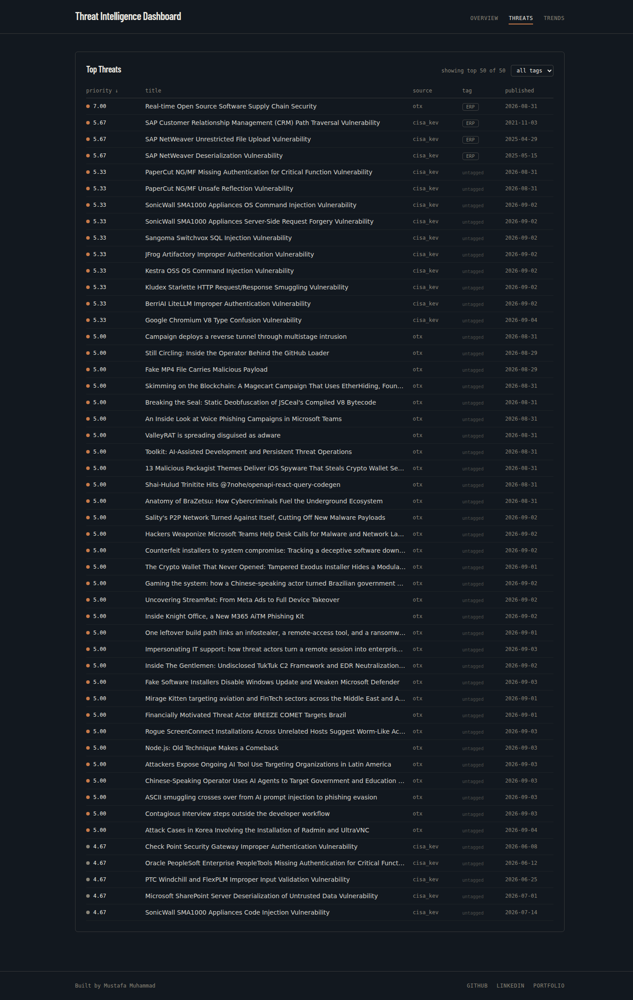 Threat Intelligence Dashboard
OVERVIEW THREATS TRENDS
Top Threats
showing top 50 of 50 all tags
priority ↓ title source tag published
7.00 Real-time Open Source Software Supply Chain Security otx ERP 2026-08-31
5.67 SAP Customer Relationship Management (CRM) Path Traversal Vulnerability cisa_kev ERP 2021-11-03
5.67 SAP NetWeaver Unrestricted File Upload Vulnerability cisa_kev ERP 2025-04-29
5.67 SAP NetWeaver Deserialization Vulnerability cisa_kev ERP 2025-05-15
5.33 PaperCut NG/MF Missing Authentication for Critical Function Vulnerability cisa_kev untagged 2026-08-31
5.33 PaperCut NG/MF Unsafe Reflection Vulnerability cisa_kev untagged 2026-08-31
5.33 SonicWall SMA1000 Appliances OS Command Injection Vulnerability cisa_kev untagged 2026-09-02
5.33 SonicWall SMA1000 Appliances Server-Side Request Forgery Vulnerability cisa_kev untagged 2026-09-02
5.33 Sangoma Switchvox SQL Injection Vulnerability cisa_kev untagged 2026-09-02
5.33 JFrog Artifactory Improper Authentication Vulnerability cisa_kev untagged 2026-09-02
5.33 Kestra OSS OS Command Injection Vulnerability cisa_kev untagged 2026-09-02
5.33 Kludex Starlette HTTP Request/Response Smuggling Vulnerability cisa_kev untagged 2026-09-02
5.33 BerriAI LiteLLM Improper Authentication Vulnerability cisa_kev untagged 2026-09-02
5.33 Google Chromium V8 Type Confusion Vulnerability cisa_kev untagged 2026-09-04
5.00 Campaign deploys a reverse tunnel through multistage intrusion otx untagged 2026-08-31
5.00 Still Circling: Inside the Operator Behind the GitHub Loader otx untagged 2026-08-29
5.00 Fake MP4 File Carries Malicious Payload otx untagged 2026-08-29
5.00 Skimming on the Blockchain: A Magecart Campaign That Uses EtherHiding, Foun... otx untagged 2026-08-31
5.00 Breaking the Seal: Static Deobfuscation of JSCeal's Compiled V8 Bytecode otx untagged 2026-08-31
5.00 An Inside Look at Voice Phishing Campaigns in Microsoft Teams otx untagged 2026-08-31
5.00 ValleyRAT is spreading disguised as adware otx untagged 2026-08-31
5.00 Toolkit: AI-Assisted Development and Persistent Threat Operations otx untagged 2026-08-31
5.00 13 Malicious Packagist Themes Deliver iOS Spyware That Steals Crypto Wallet Se... otx untagged 2026-08-31
5.00 Shai-Hulud Trinitite Hits @7nohe/openapi-react-query-codegen otx untagged 2026-08-31
5.00 Anatomy of BraZetsu: How Cybercriminals Fuel the Underground Ecosystem otx untagged 2026-08-31
5.00 Sality's P2P Network Turned Against Itself, Cutting Off New Malware Payloads otx untagged 2026-09-02
5.00 Hackers Weaponize Microsoft Teams Help Desk Calls for Malware and Network La... otx untagged 2026-09-02
5.00 Counterfeit installers to system compromise: Tracking a deceptive software down... otx untagged 2026-09-02
5.00 The Crypto Wallet That Never Opened: Tampered Exodus Installer Hides a Modula... otx untagged 2026-09-01
5.00 Gaming the system: how a Chinese-speaking actor turned Brazilian government ... otx untagged 2026-09-02
5.00 Uncovering StreamRat: From Meta Ads to Full Device Takeover otx untagged 2026-09-02
5.00 Inside Knight Office, a New M365 AiTM Phishing Kit otx untagged 2026-09-02
5.00 One leftover build path links an infostealer, a remote-access tool, and a ransomw... otx untagged 2026-09-01
5.00 Impersonating IT support: how threat actors turn a remote session into enterpris... otx untagged 2026-09-03
5.00 Inside The Gentlemen: Undisclosed TukTuk C2 Framework and EDR Neutralization... otx untagged 2026-09-02
5.00 Fake Software Installers Disable Windows Update and Weaken Microsoft Defender otx untagged 2026-09-03
5.00 Mirage Kitten targeting aviation and FinTech sectors across the Middle East and A... otx untagged 2026-09-01
5.00 Financially Motivated Threat Actor BREEZE COMET Targets Brazil otx untagged 2026-09-01
5.00 Rogue ScreenConnect Installations Across Unrelated Hosts Suggest Worm-Like Ac... otx untagged 2026-09-03
5.00 Node.js: Old Technique Makes a Comeback otx untagged 2026-09-03
5.00 Attackers Expose Ongoing AI Tool Use Targeting Organizations in Latin America otx untagged 2026-09-03
5.00 Chinese-Speaking Operator Uses AI Agents to Target Government and Education ... otx untagged 2026-09-03
5.00 ASCII smuggling crosses over from AI prompt injection to phishing evasion otx untagged 2026-09-03
5.00 Contagious Interview steps outside the developer workflow otx untagged 2026-09-03
5.00 Attack Cases in Korea Involving the Installation of Radmin and UltraVNC otx untagged 2026-09-04
4.67 Check Point Security Gateway Improper Authentication Vulnerability cisa_kev untagged 2026-06-08
4.67 Oracle PeopleSoft Enterprise PeopleTools Missing Authentication for Critical Funct... cisa_kev untagged 2026-06-12
4.67 PTC Windchill and FlexPLM Improper Input Validation Vulnerability cisa_kev untagged 2026-06-25
4.67 Microsoft SharePoint Server Deserialization of Untrusted Data Vulnerability cisa_kev untagged 2026-07-01
4.67 SonicWall SMA1000 Appliances Code Injection Vulnerability cisa_kev untagged 2026-07-14
Built by Mustafa Muhammad
GITHUB LINKEDIN PORTFOLIO